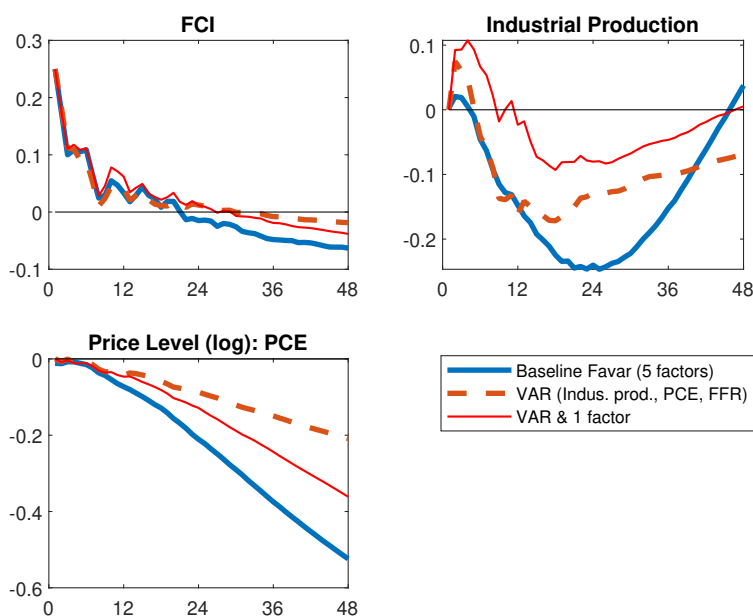 FCI
0.3
0.2
0.1
0
-0.1
0 12 24 36 48
Industrial Production
0.1
0
-0.1
-0.2
0 12 24 36 48
Price Level (log): PCE
0
-0.2
-0.4
-0.6
0 12 24 36 48
Baseline Favar (5 factors)
VAR (Indus. prod., PCE, FFR)
VAR & 1 factor